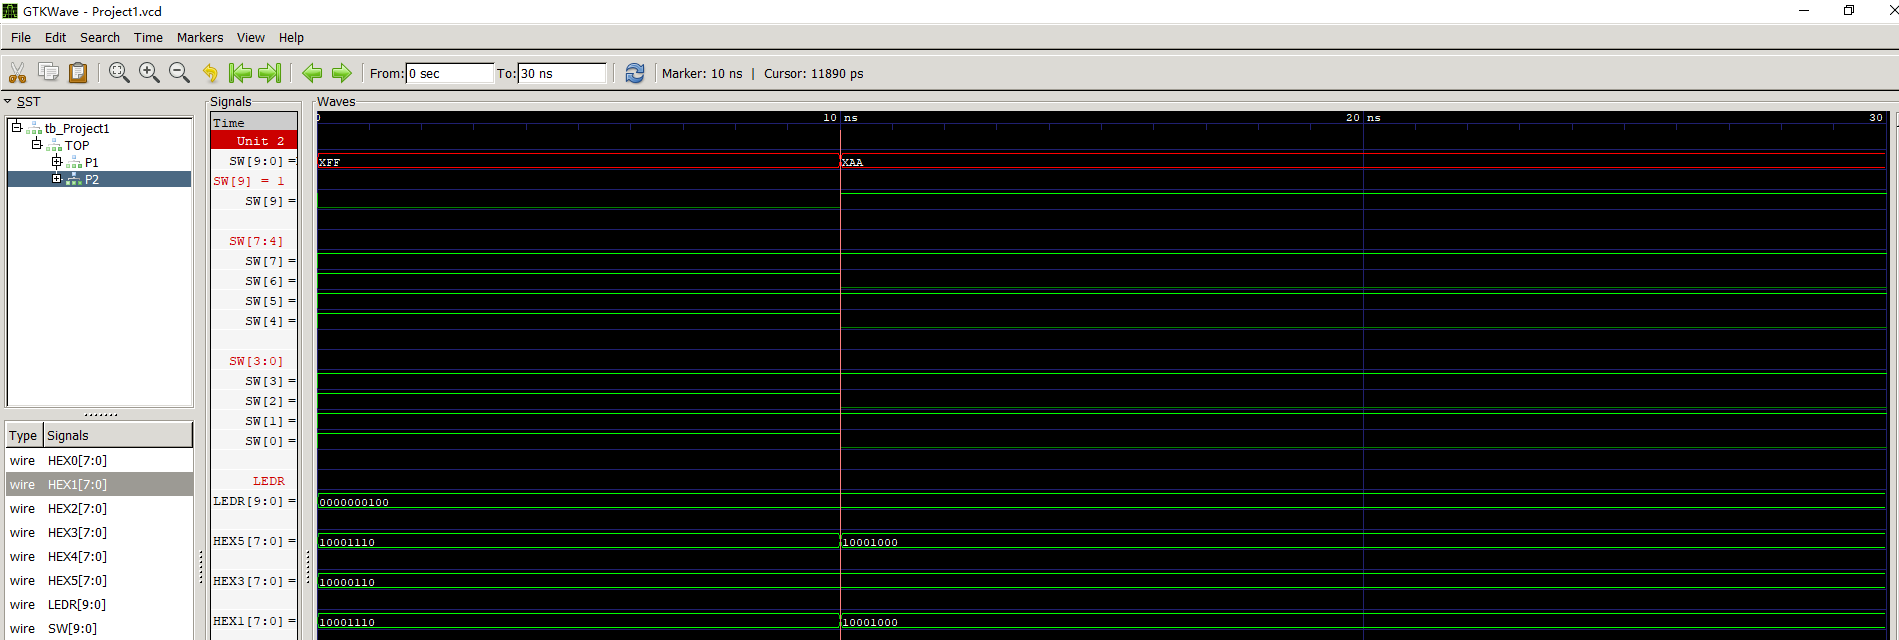 GTKWave - Project1.vcd
File Edit Search Time Markers View Help
From: 0 sec To: 30 ns Marker: 10 ns | Cursor: 11890 ps
SST
tb_Project1
TOP
P1
P2
Type Signals
wire HEX0[7:0]
wire HEX1[7:0]
wire HEX2[7:0]
wire HEX3[7:0]
wire HEX4[7:0]
wire HEX5[7:0]
wire LEDR[9:0]
wire SW[9:0]
Signals
Time
Unit 2
SW[9:0] =
SW[9] = 1
SW[9] =
SW[7:4]
SW[7] =
SW[6] =
SW[5] =
SW[4] =
SW[3:0]
SW[3] =
SW[2] =
SW[1] =
SW[0] =
LEDR
LEDR[9:0] =
HEX5[7:0] =
HEX3[7:0] =
HEX1[7:0] =
Waves
0 10 ns 20 ns 30
XFF XAA
0000000100
10001110 10001000
10000110
10001110 10001000